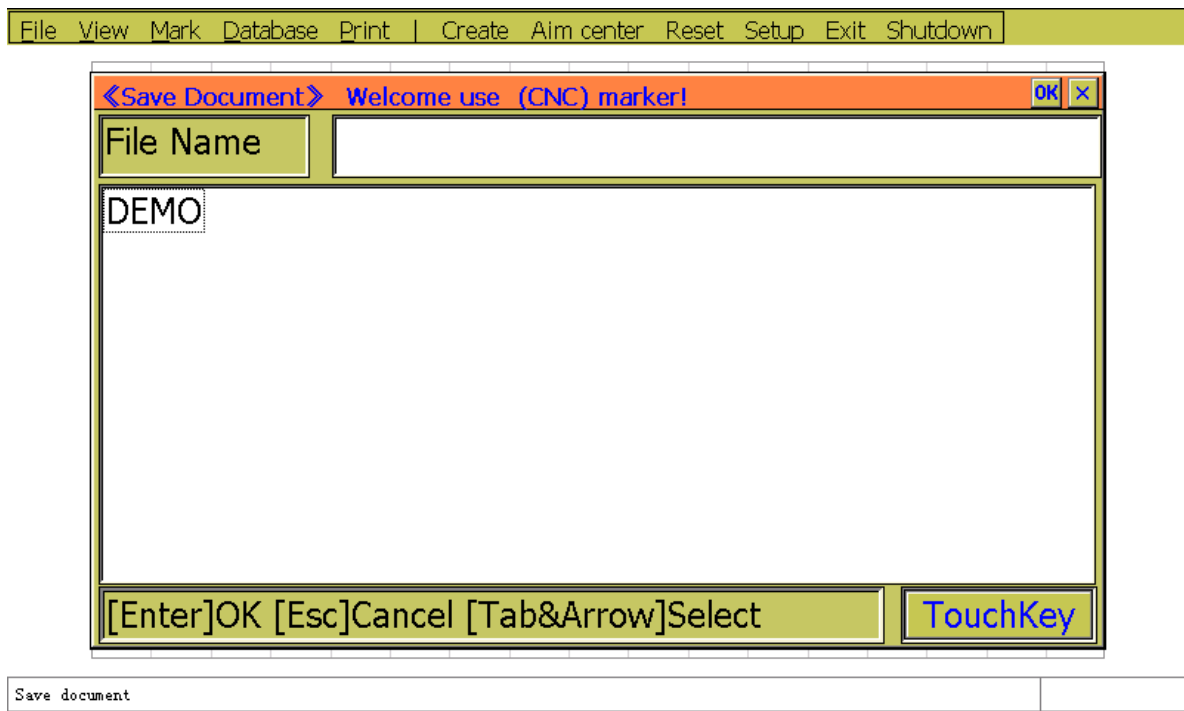 File View Mark Database Print | Create Aim center Reset Setup Exit Shutdown
《Save Document》 Welcome use (CNC) marker! OK ×
File Name
DEMO
[Enter]OK [Esc]Cancel [Tab&Arrow]Select TouchKey
Save document